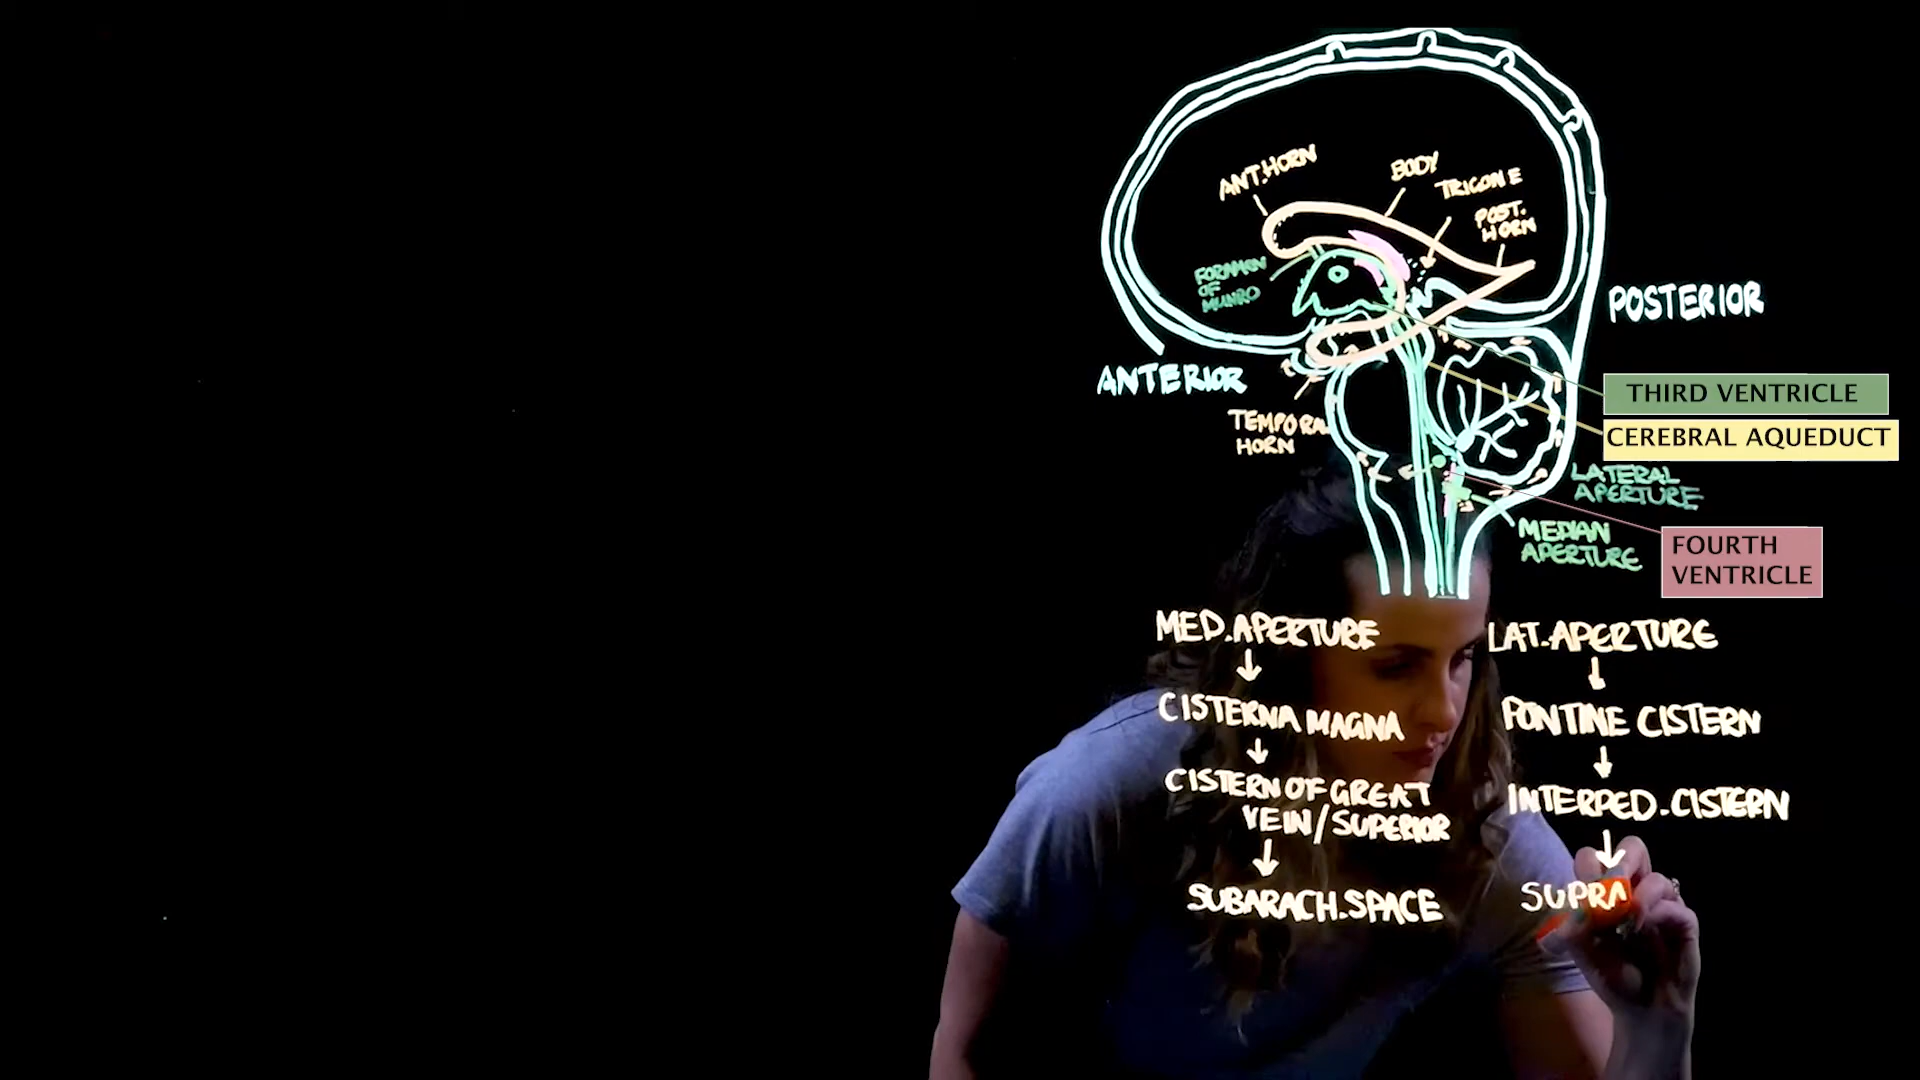 ANT.HORN
BODY
TRIGONE
POST.
HORN
FORAMEN
OF
MUNRO
POSTERIOR
ANTERIOR
THIRD VENTRICLE
TEMPORAL
HORN
CEREBRAL AQUEDUCT
LATERAL
APERTURE
MEDIAN
APERTURE
FOURTH
VENTRICLE
MED.APERTURE
CISTERNA MAGNA
CISTERN OF GREAT
VEIN/SUPERIOR
SUBARACH.SPACE
LAT.APERTURE
PONTINE CISTERN
INTERPED.CISTERN
SUPRA